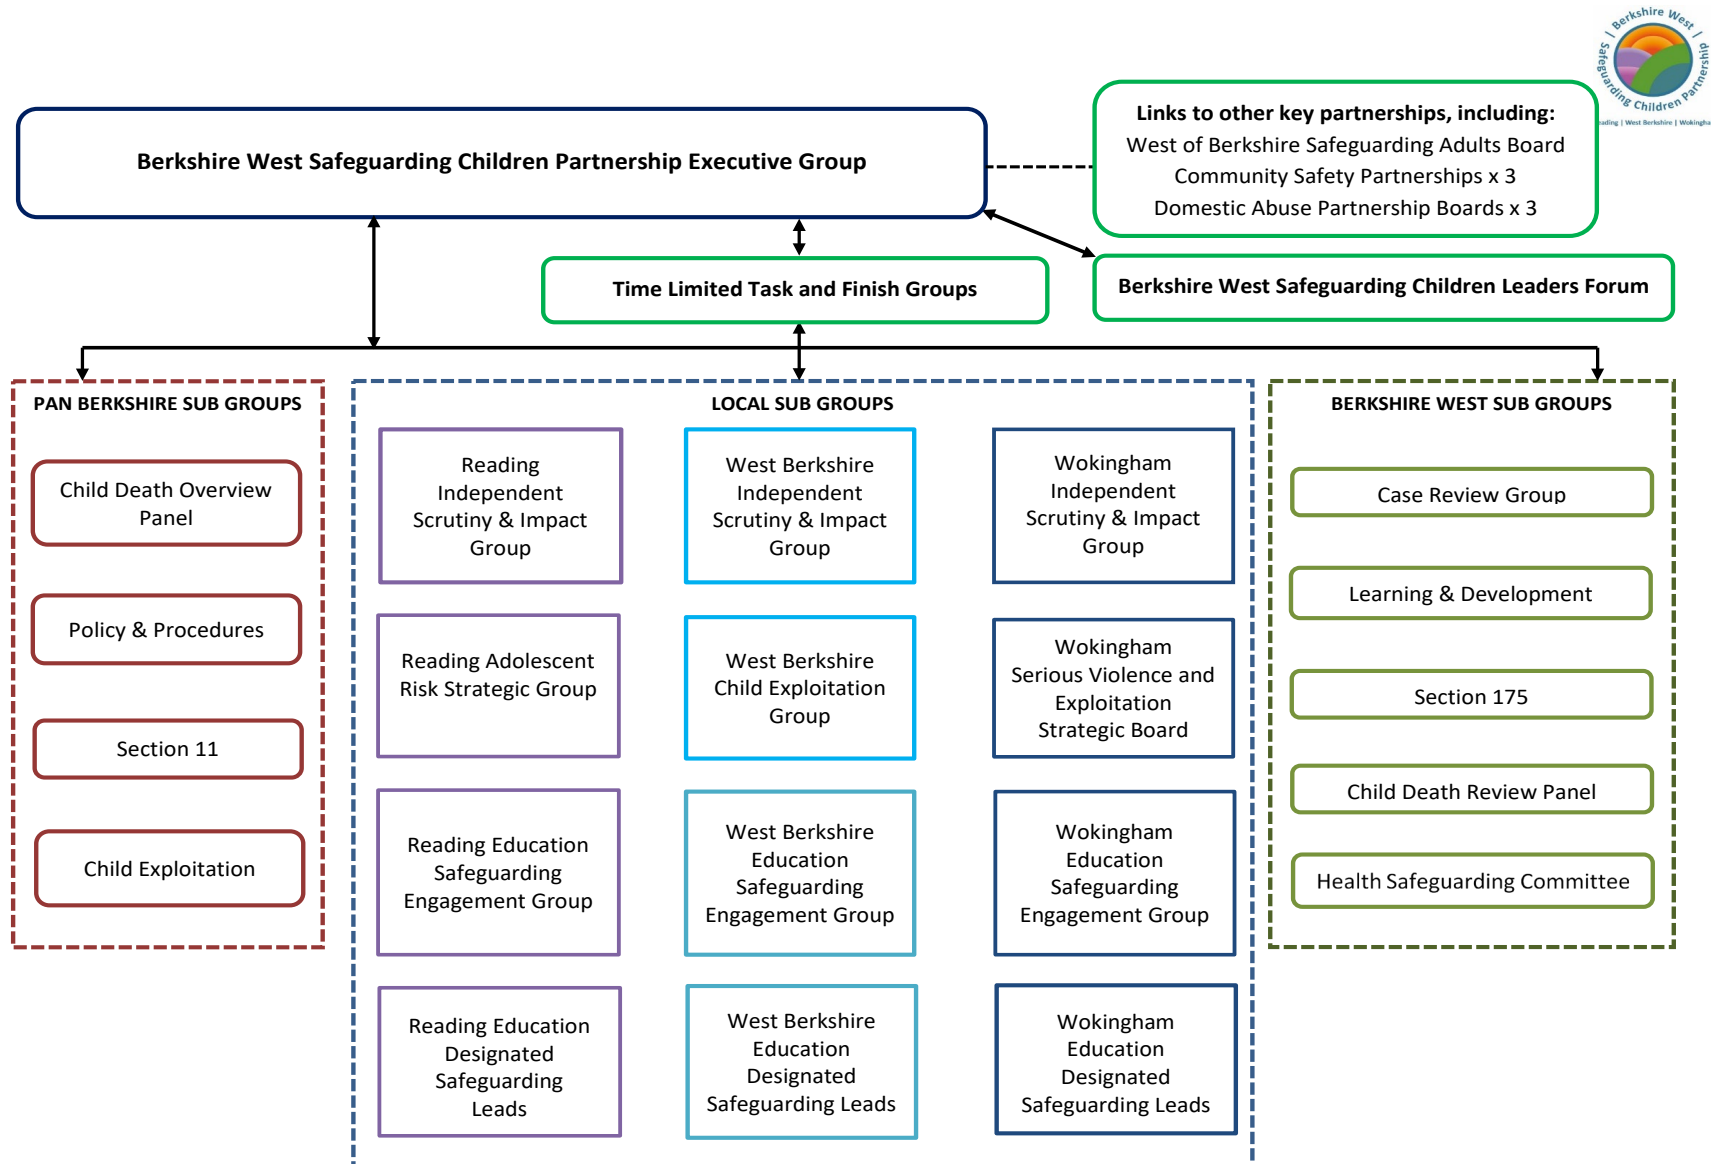 Berkshire West
Safeguarding Children Partnership
Reading | West Berkshire | Wokingha
Links to other key partnerships, including:
West of Berkshire Safeguarding Adults Board
Community Safety Partnerships x 3
Domestic Abuse Partnership Boards x 3
Berkshire West Safeguarding Children Partnership Executive Group
Time Limited Task and Finish Groups
Berkshire West Safeguarding Children Leaders Forum
PAN BERKSHIRE SUB GROUPS
Child Death Overview
Panel
Policy & Procedures
Section 11
Child Exploitation
LOCAL SUB GROUPS
Reading
Independent
Scrutiny & Impact
Group
West Berkshire
Independent
Scrutiny & Impact
Group
Wokingham
Independent
Scrutiny & Impact
Group
Reading Adolescent
Risk Strategic Group
West Berkshire
Child Exploitation
Group
Wokingham
Serious Violence and
Exploitation
Strategic Board
Reading Education
Safeguarding
Engagement Group
West Berkshire
Education
Safeguarding
Engagement Group
Wokingham
Education
Safeguarding
Engagement Group
Reading Education
Designated
Safeguarding
Leads
West Berkshire
Education
Designated
Safeguarding Leads
Wokingham
Education
Designated
Safeguarding Leads
BERKSHIRE WEST SUB GROUPS
Case Review Group
Learning & Development
Section 175
Child Death Review Panel
Health Safeguarding Committee